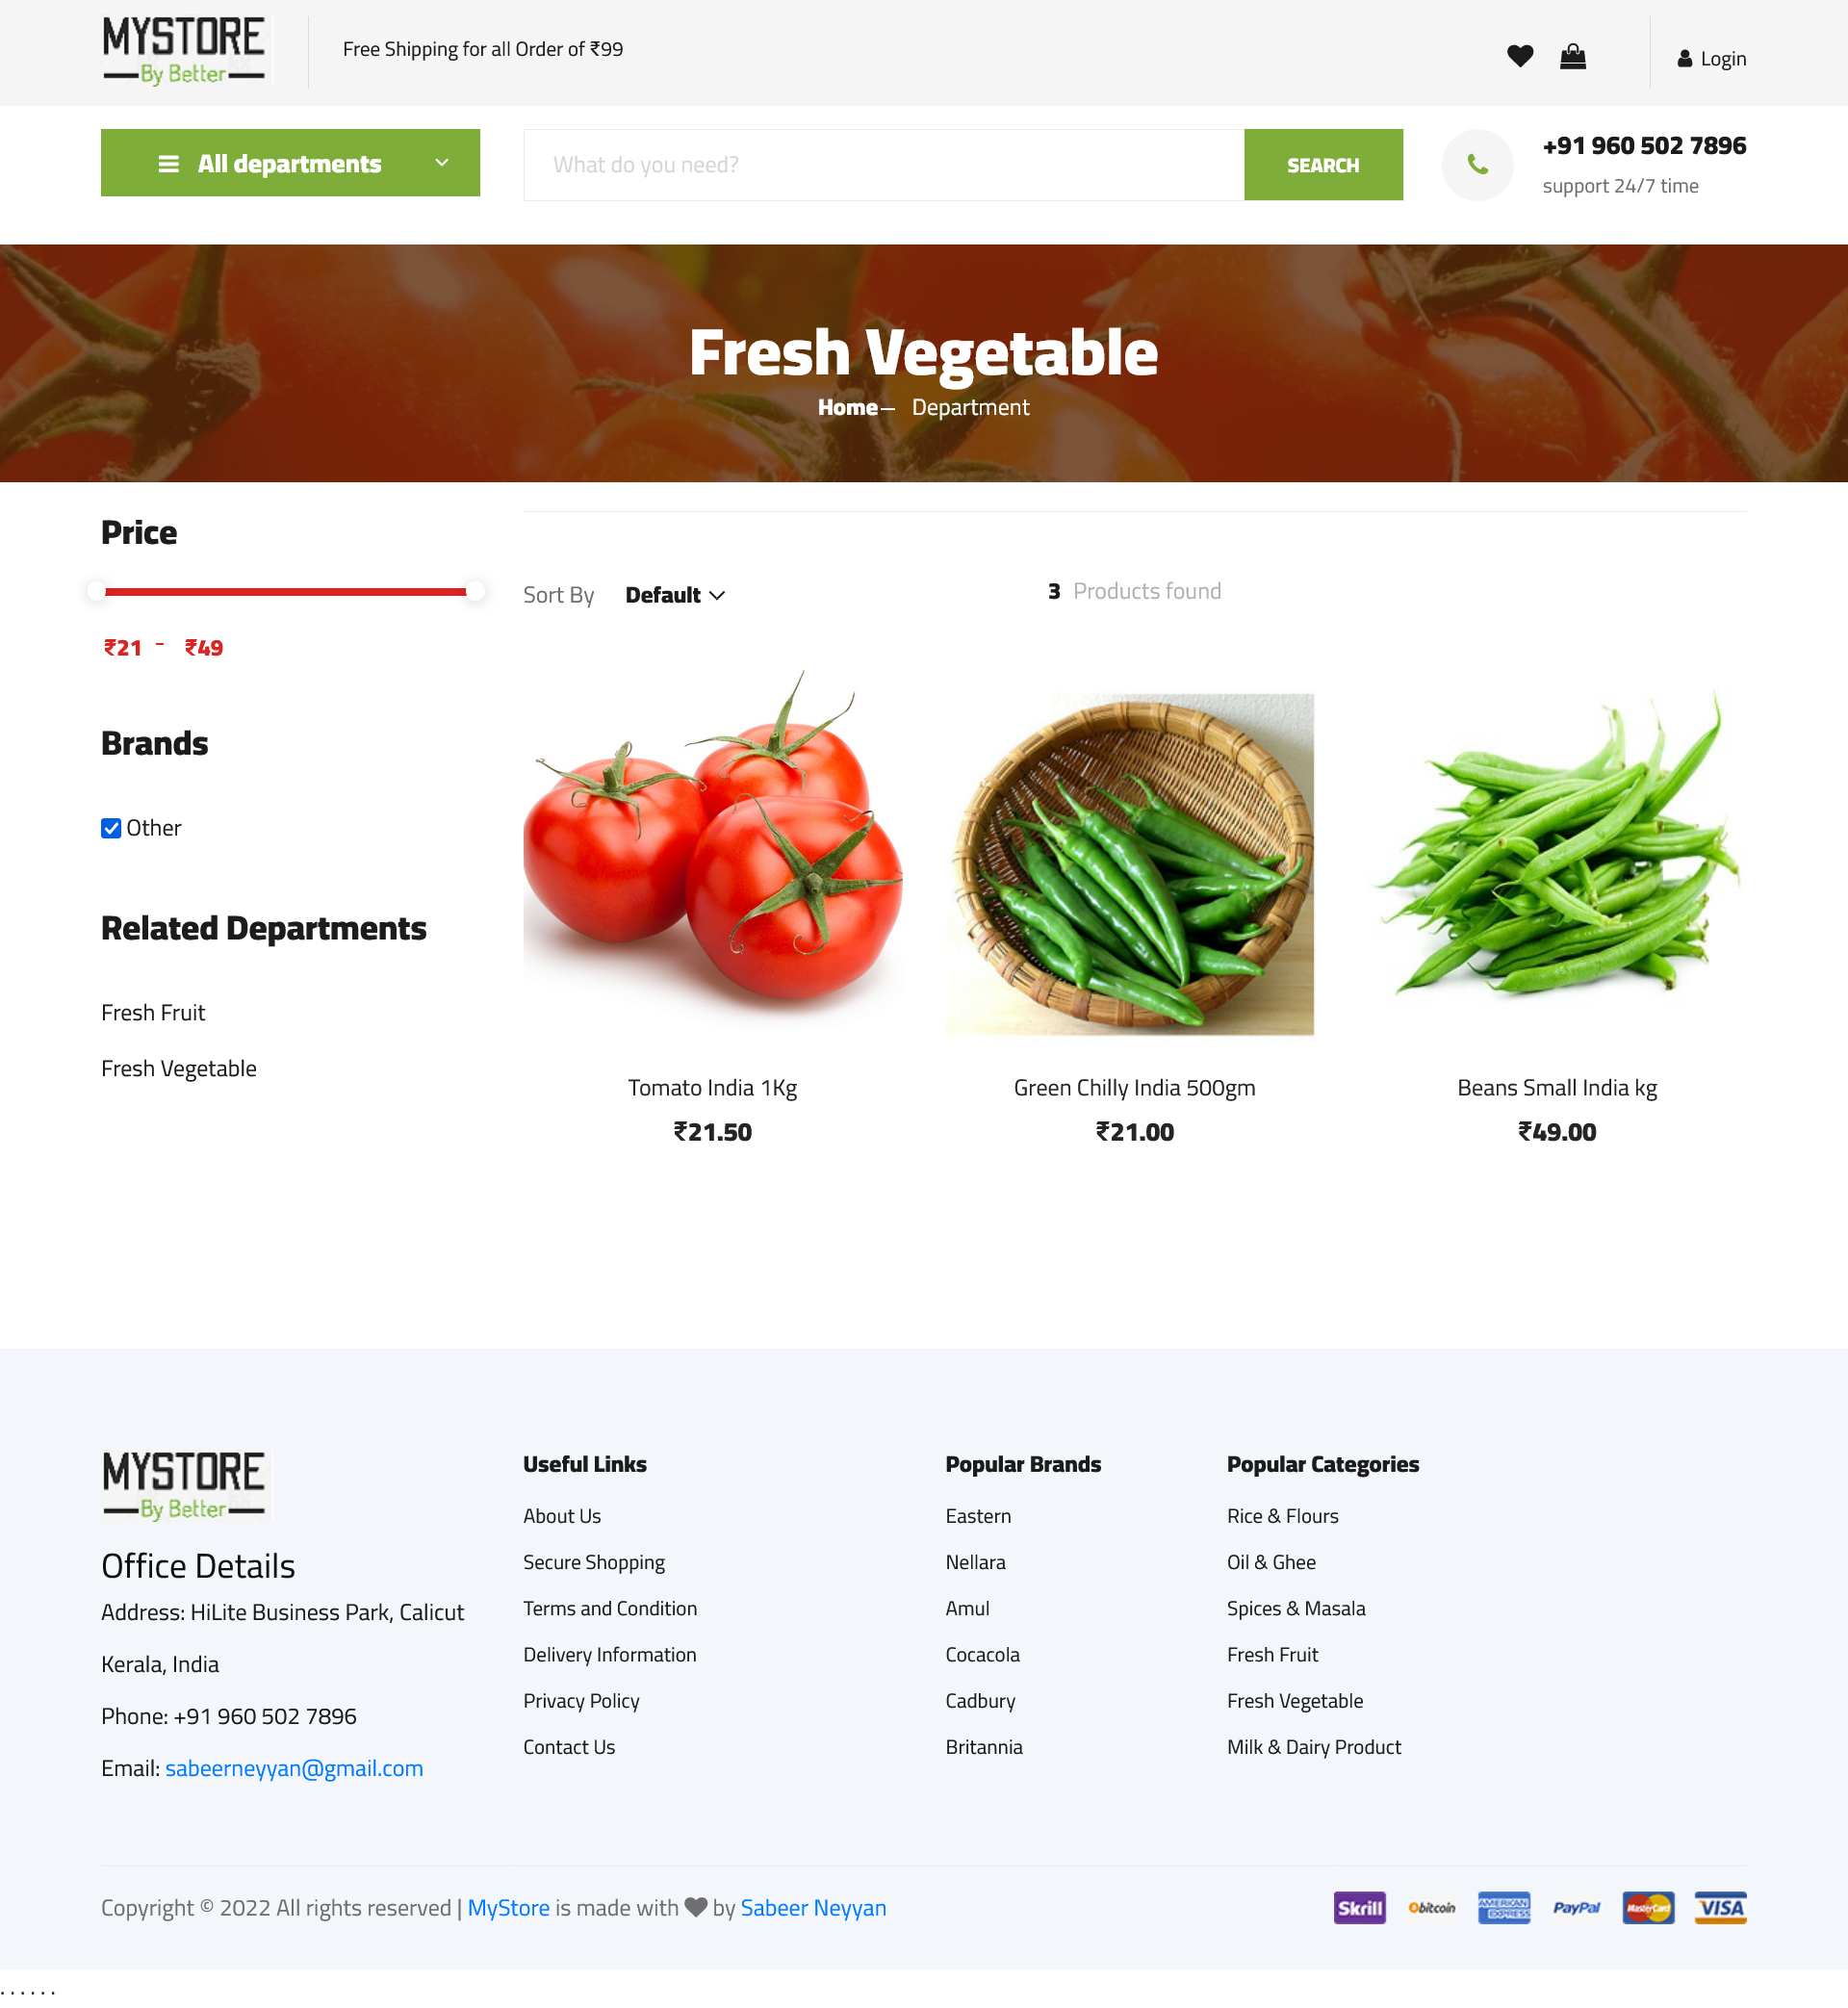 MYSTORE
By Better
Free Shipping for all Order of ₹99
Login
All departments
What do you need?
SEARCH
+91 960 502 7896
support 24/7 time
Fresh Vegetable
Home – Department
Price
₹21 - ₹49
Brands
Other
Related Departments
Fresh Fruit
Fresh Vegetable
Sort By Default
3 Products found
Tomato India 1Kg
₹21.50
Green Chilly India 500gm
₹21.00
Beans Small India kg
₹49.00
MYSTORE
By Better
Office Details
Address: HiLite Business Park, Calicut
Kerala, India
Phone: +91 960 502 7896
Email: sabeerneyyan@gmail.com
Useful Links
About Us
Secure Shopping
Terms and Condition
Delivery Information
Privacy Policy
Contact Us
Popular Brands
Eastern
Nellara
Amul
Cocacola
Cadbury
Britannia
Popular Categories
Rice & Flours
Oil & Ghee
Spices & Masala
Fresh Fruit
Fresh Vegetable
Milk & Dairy Product
Copyright © 2022 All rights reserved | MyStore is made with ♥ by Sabeer Neyyan
Skrill
bitcoin
AMERICAN EXPRESS
PayPal
MasterCard
VISA
. . . . . .